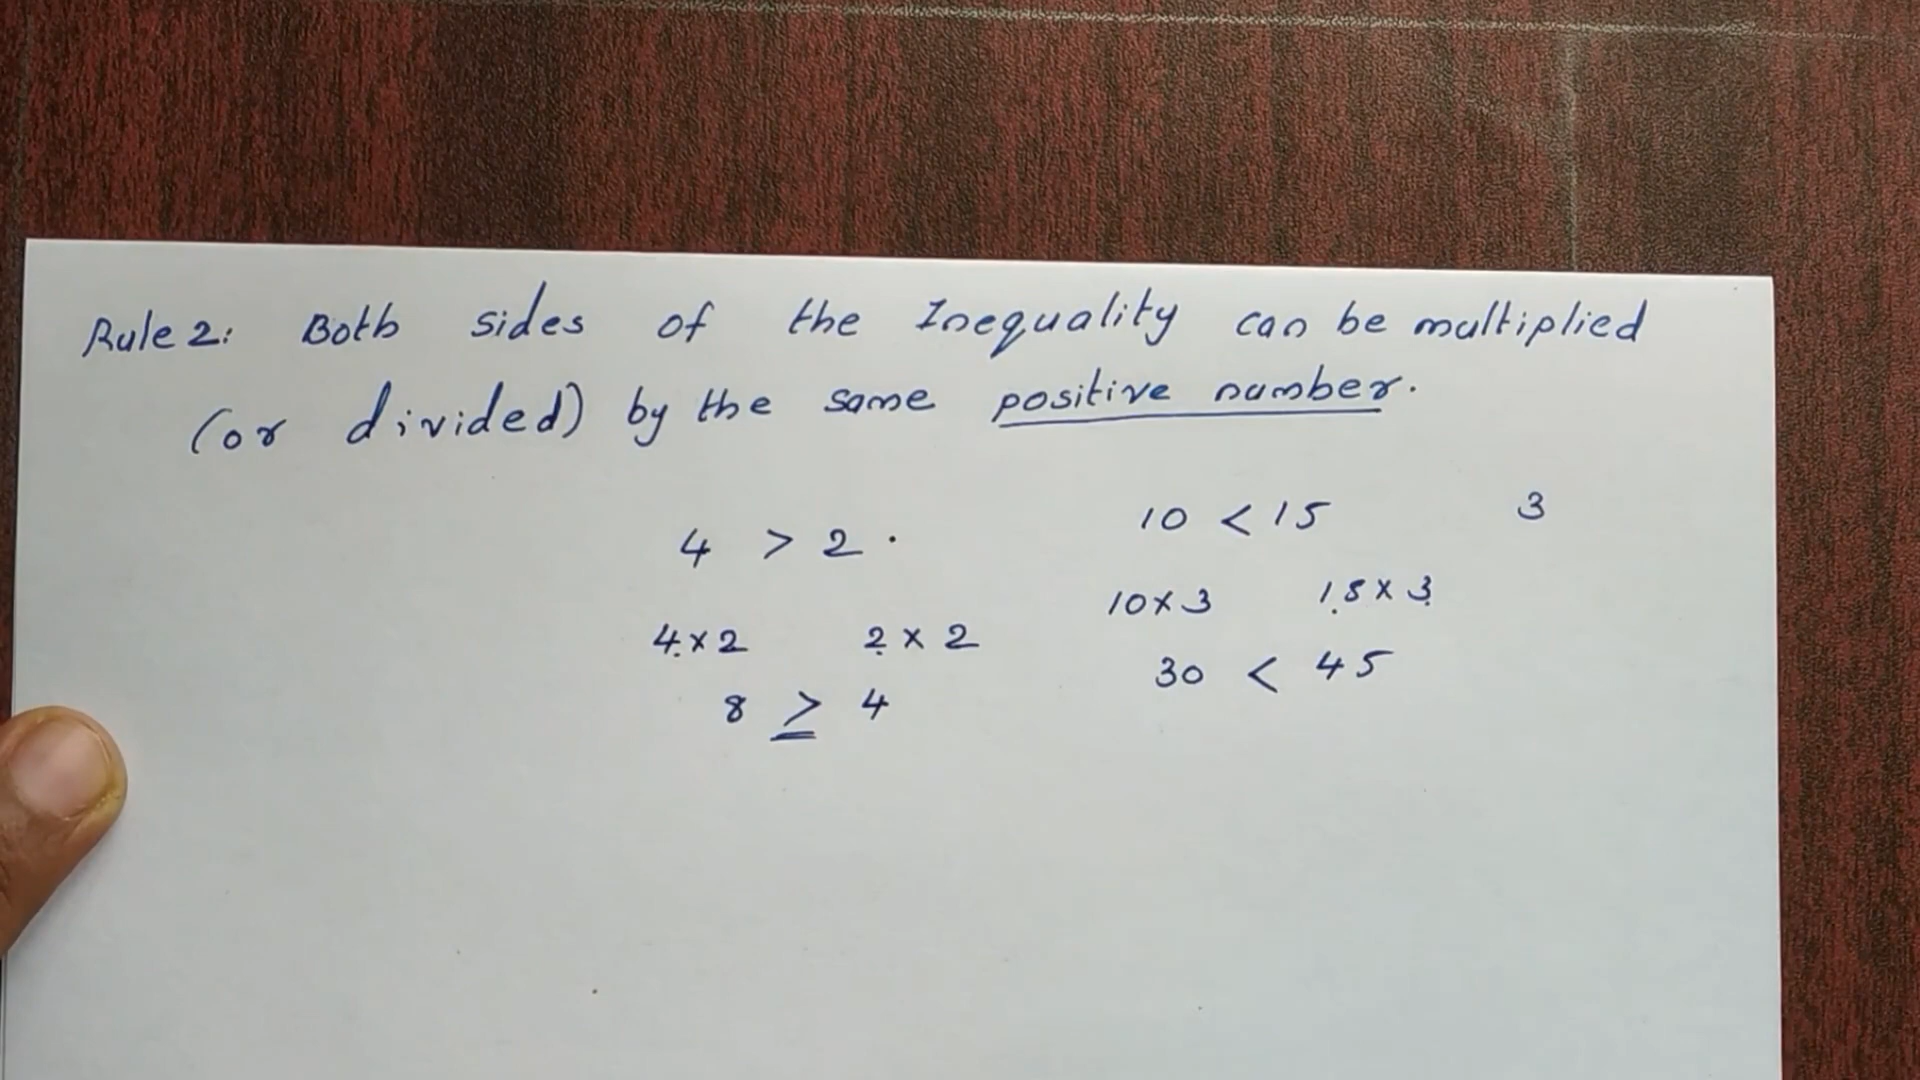 Rule 2: Both sides of the Inequality can be multiplied
(or divided) by the same positive number.
4 > 2 .
4 x 2 2 x 2
8 > 4
10 < 15 3
10 x 3 15 x 3
30 < 45